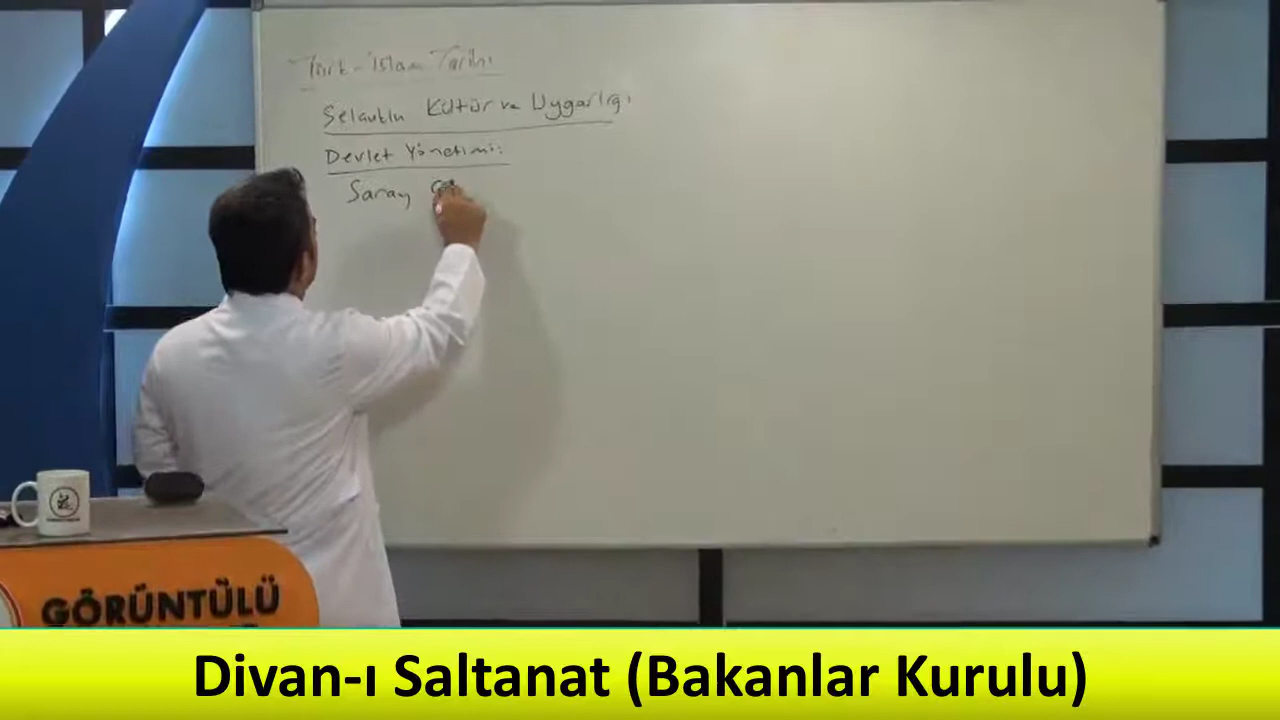 Türk-İslam Tarihi
Selçuklu Kültür ve Uygarlığı
Devlet Yönetimi:
Saray
GÖRÜNTÜLÜ
Divan-ı Saltanat (Bakanlar Kurulu)